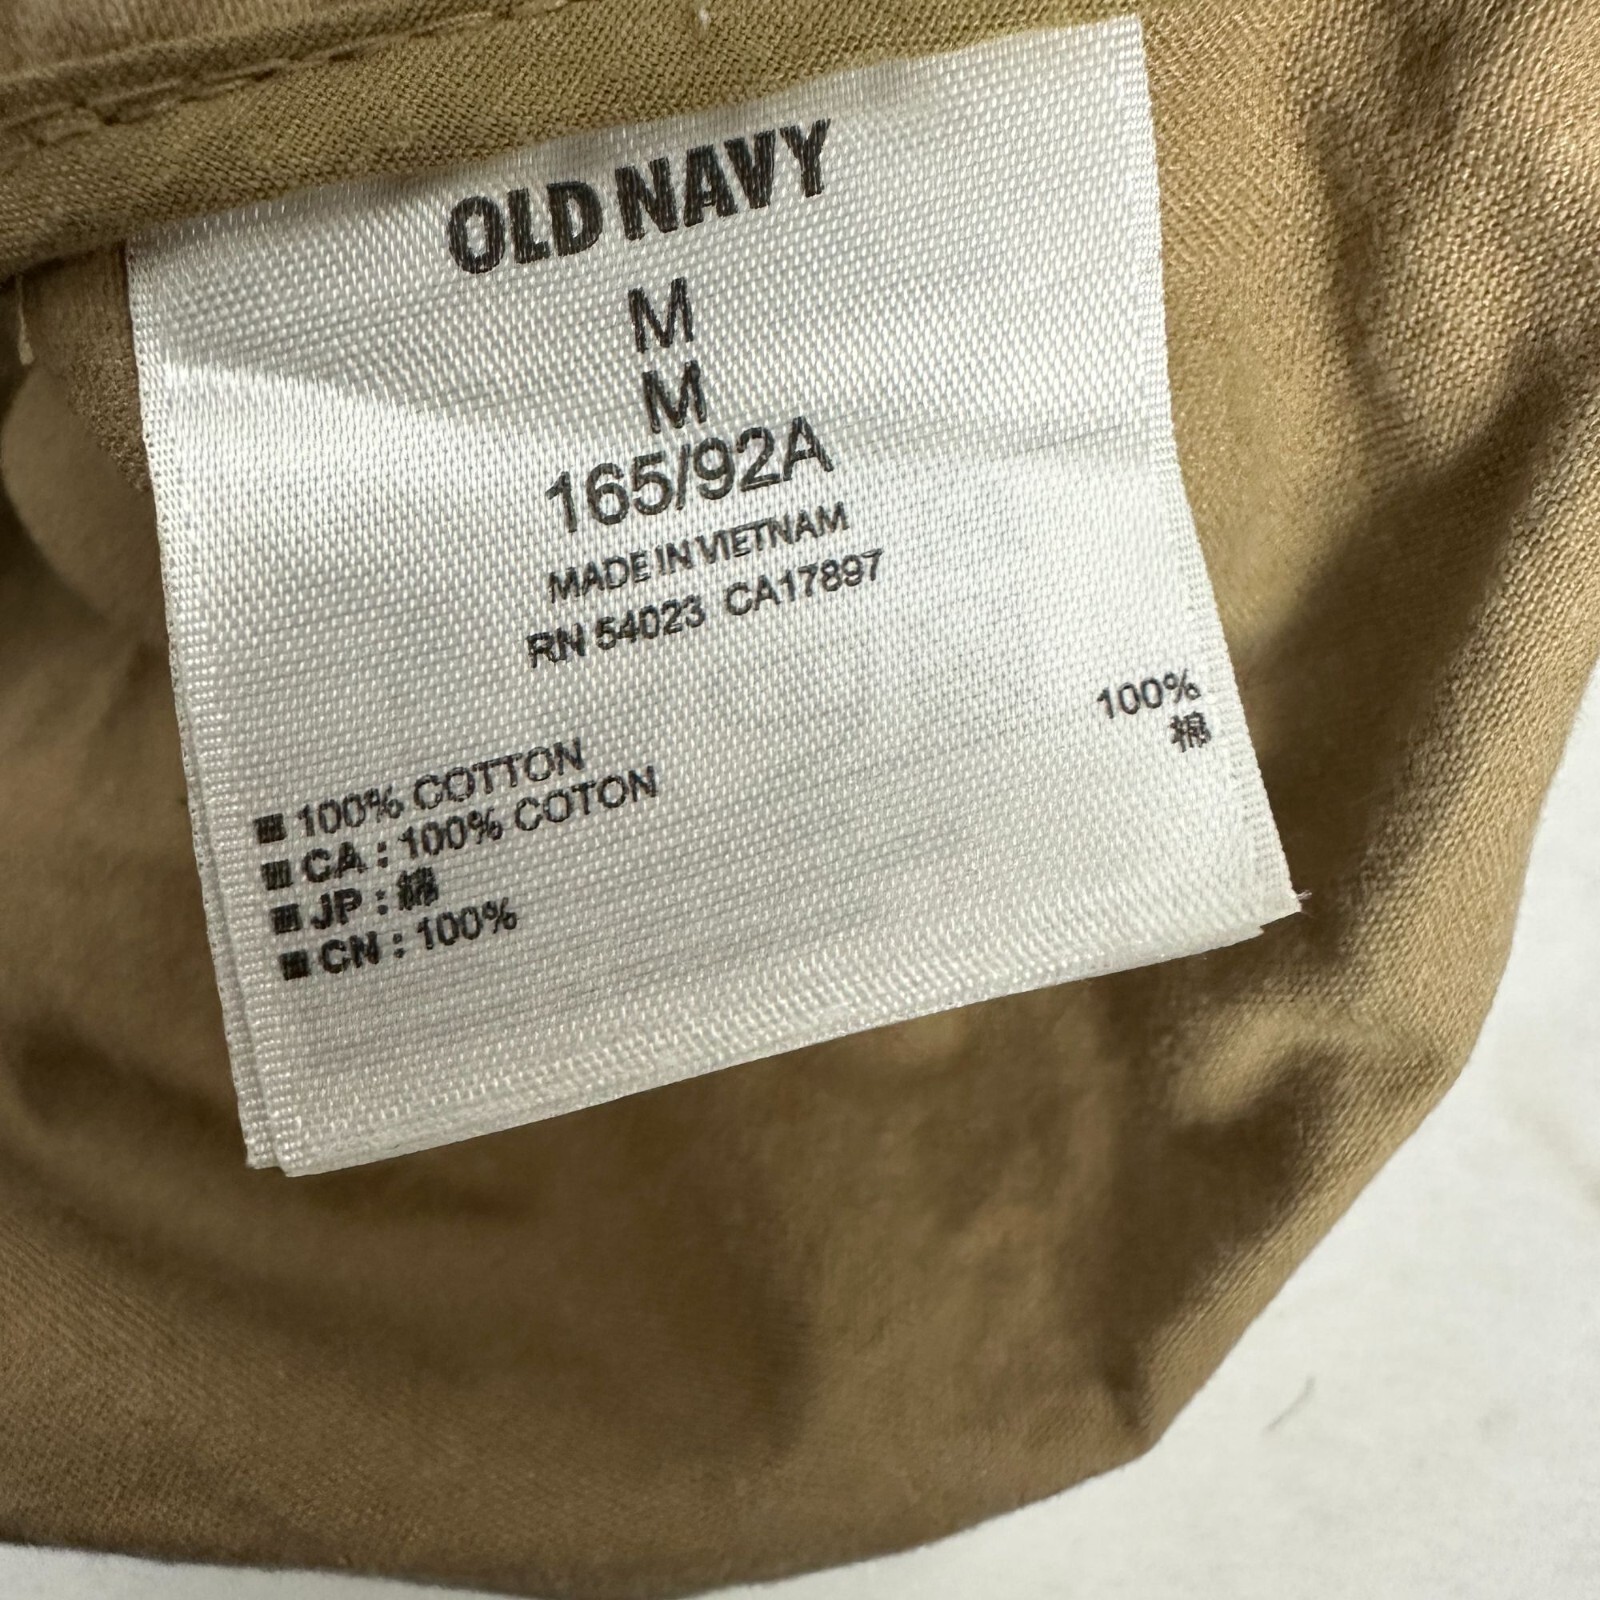 OLD NAVY
M
M
165/92A
MADE IN VIETNAM
RN 54023 CA17897
■ 100% COTTON
■ CA : 100% COTON
■ JP : 綿
■ CN : 100%
100%
棉